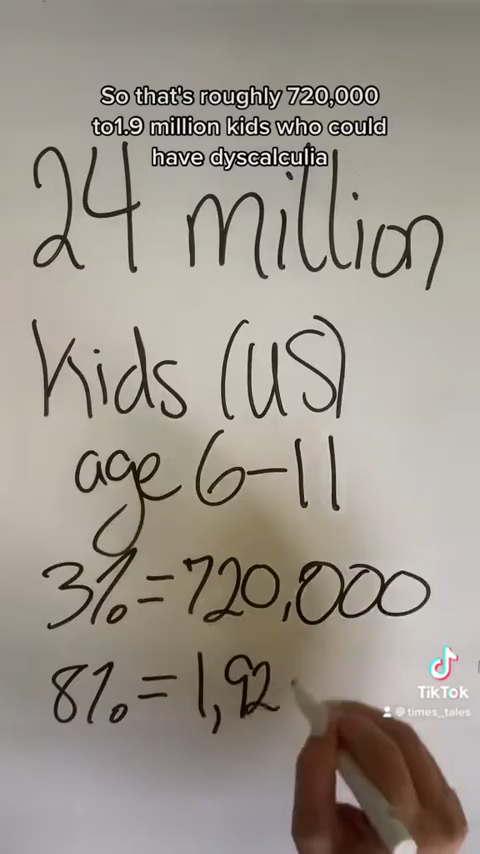 So that's roughly 720,000
to1.9 million kids who could
have dyscalculia
24 million
Kids (US)
age 6-11
3%=720,000
8%=1,92
TikTok
@times_tales